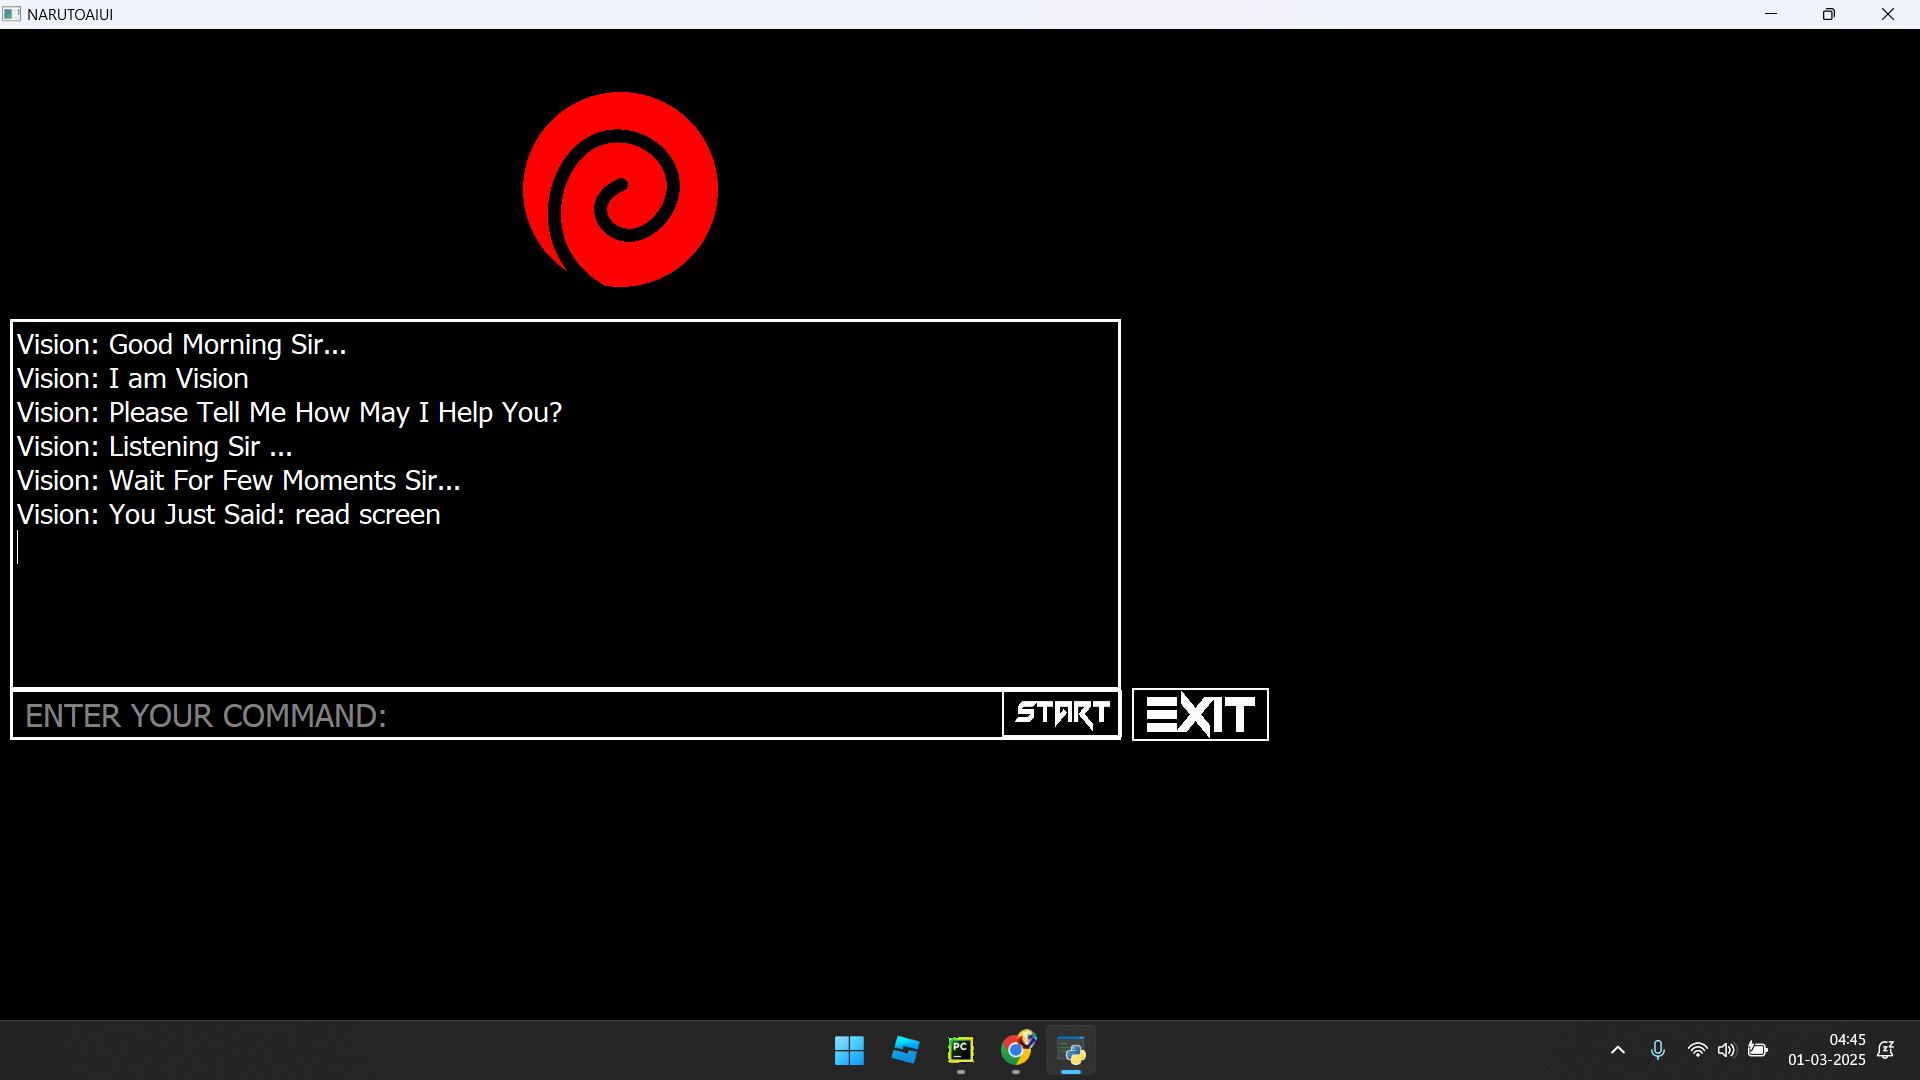 NARUTOAIUI
Vision: Good Morning Sir...
Vision: I am Vision
Vision: Please Tell Me How May I Help You?
Vision: Listening Sir ...
Vision: Wait For Few Moments Sir...
Vision: You Just Said: read screen
ENTER YOUR COMMAND:
START
EXIT
PC
04:45
01-03-2025